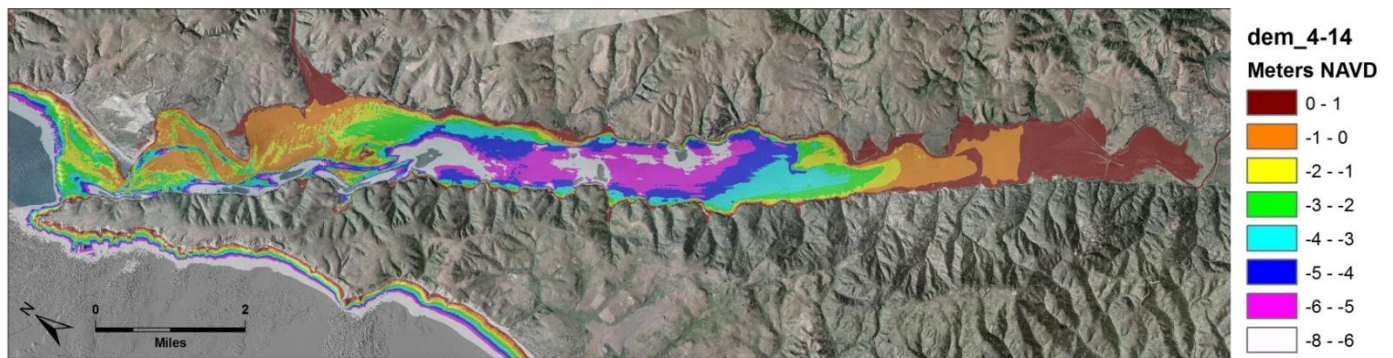 dem_4-14
Meters NAVD
0 - 1
-1 - 0
-2 - -1
-3 - -2
-4 - -3
-5 - -4
-6 - -5
-8 - -6
N
0 2
Miles